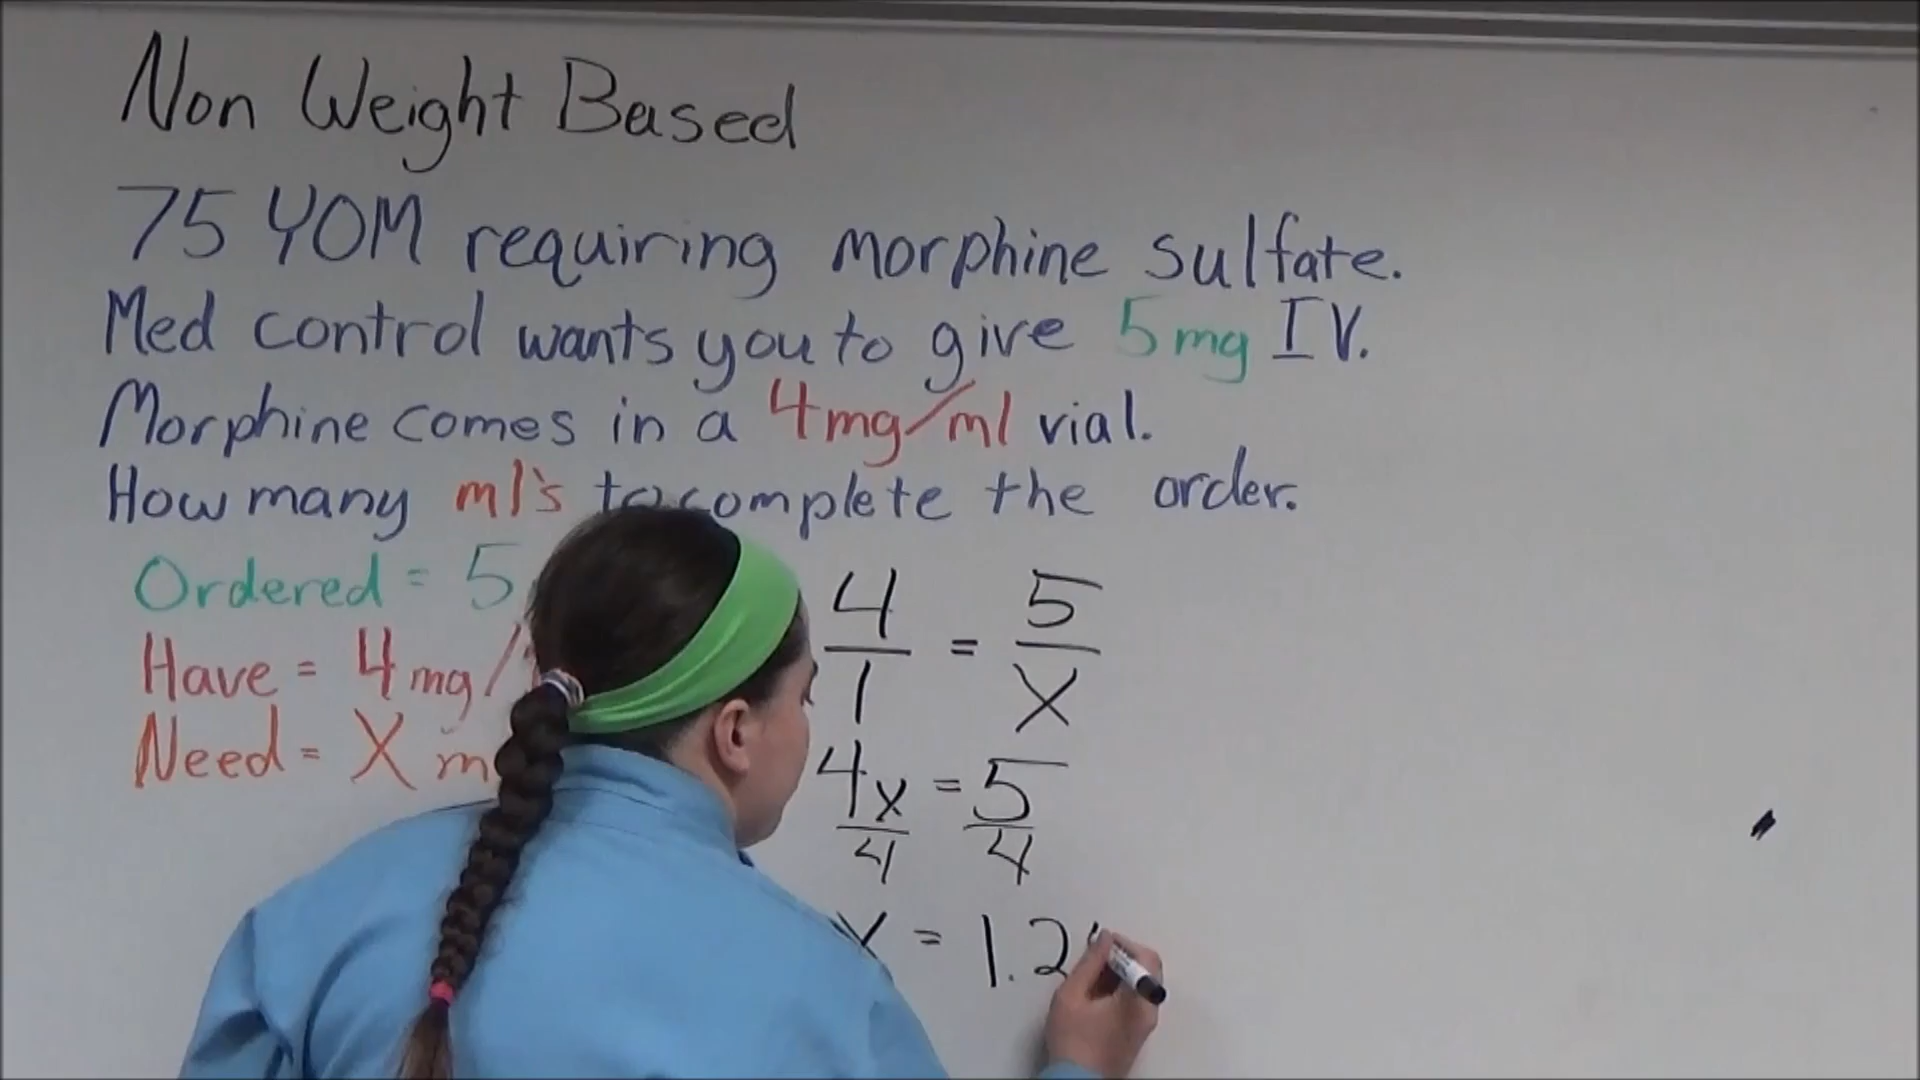 Non Weight Based
75 YOM requiring morphine sulfate.
Med control wants you to give 5mg IV.
Morphine comes in a 4mg/ml vial.
How many ml's to complete the order.
Ordered = 5
Have = 4mg/
Need = X m
4/1 = 5/X
4x/4 = 5/4
x = 1.2